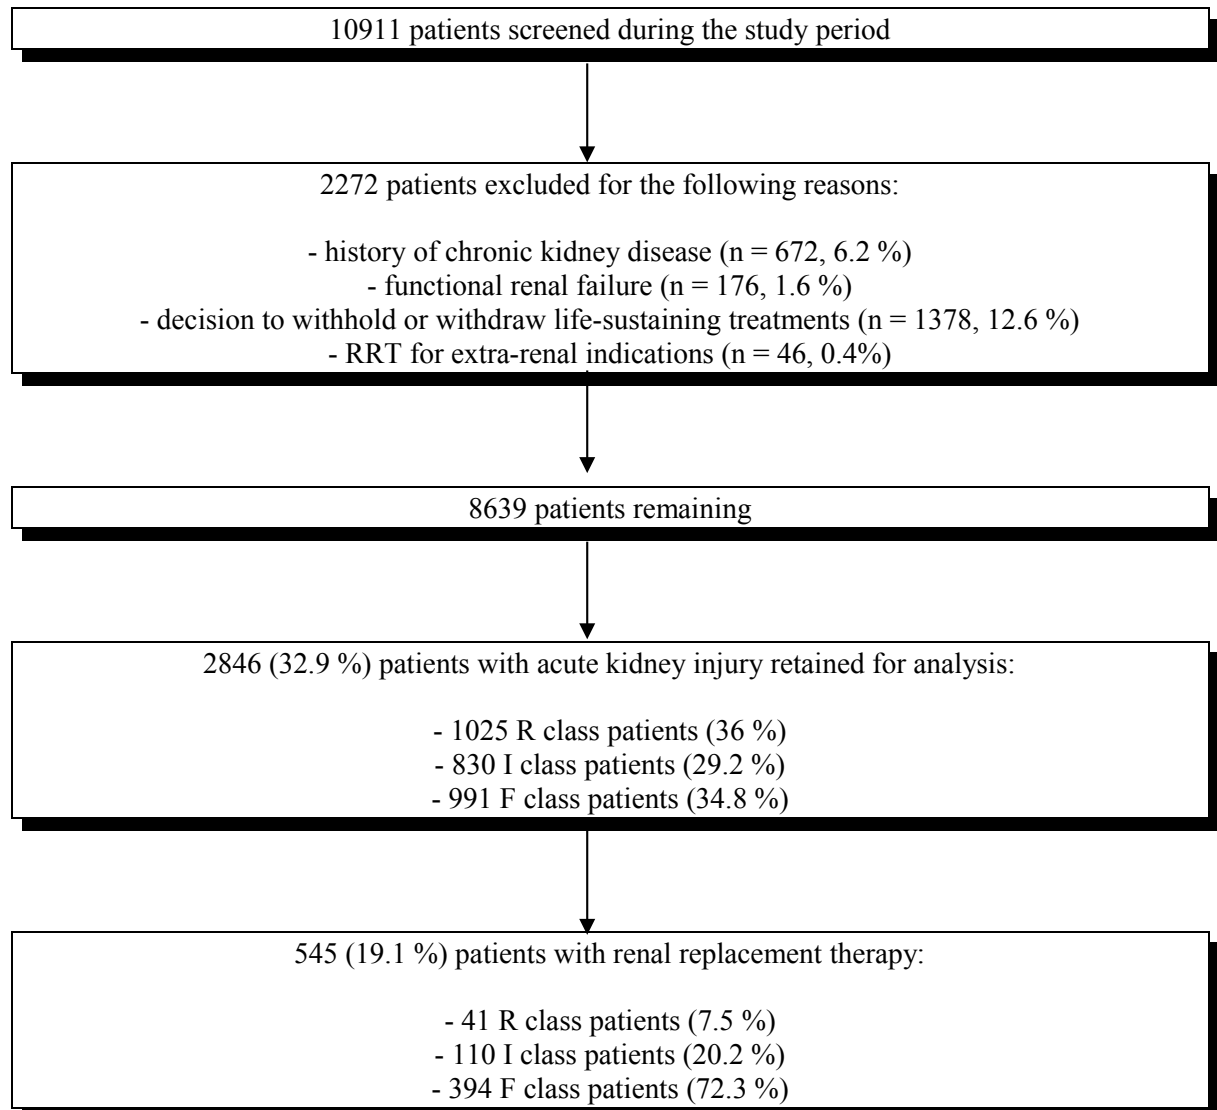 10911 patients screened during the study period
2272 patients excluded for the following reasons:
- history of chronic kidney disease (n = 672, 6.2 %)
- functional renal failure (n = 176, 1.6 %)
- decision to withhold or withdraw life-sustaining treatments (n = 1378, 12.6 %)
- RRT for extra-renal indications (n = 46, 0.4%)
8639 patients remaining
2846 (32.9 %) patients with acute kidney injury retained for analysis:
- 1025 R class patients (36 %)
- 830 I class patients (29.2 %)
- 991 F class patients (34.8 %)
545 (19.1 %) patients with renal replacement therapy:
- 41 R class patients (7.5 %)
- 110 I class patients (20.2 %)
- 394 F class patients (72.3 %)